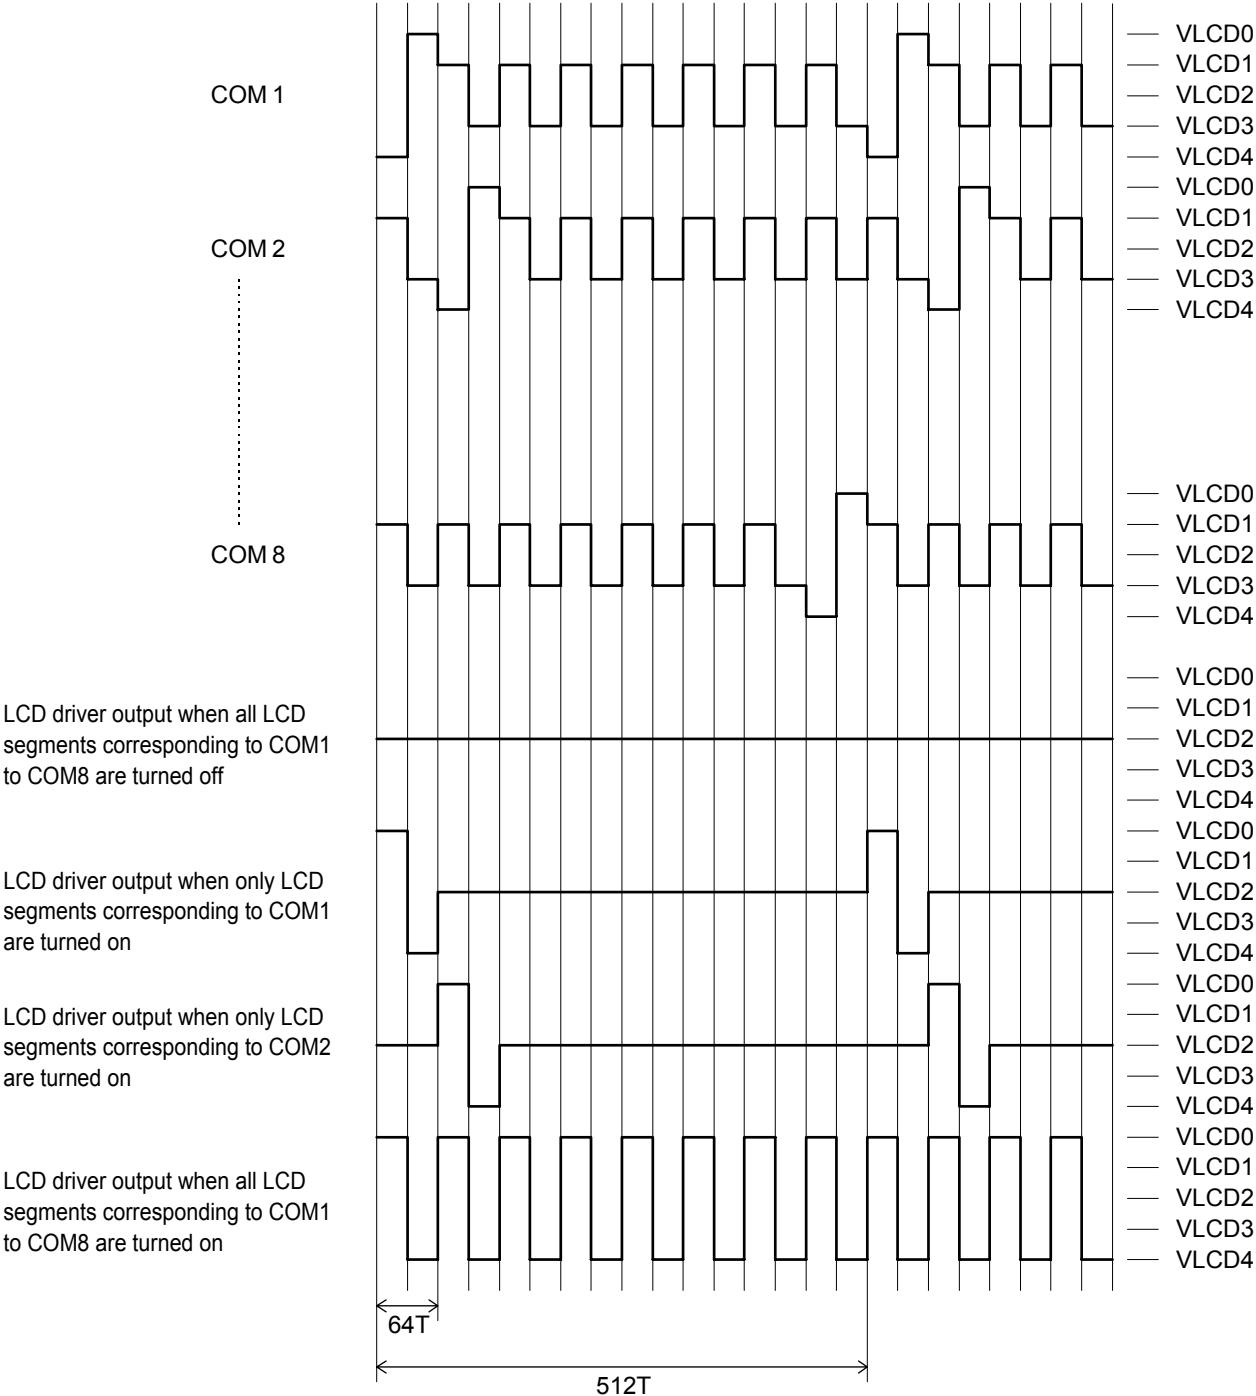 COM 1
VLCD0
VLCD1
VLCD2
VLCD3
VLCD4
COM 2
VLCD0
VLCD1
VLCD2
VLCD3
VLCD4
COM 8
VLCD0
VLCD1
VLCD2
VLCD3
VLCD4
LCD driver output when all LCD
segments corresponding to COM1
to COM8 are turned off
VLCD0
VLCD1
VLCD2
VLCD3
VLCD4
LCD driver output when only LCD
segments corresponding to COM1
are turned on
VLCD0
VLCD1
VLCD2
VLCD3
VLCD4
LCD driver output when only LCD
segments corresponding to COM2
are turned on
VLCD0
VLCD1
VLCD2
VLCD3
VLCD4
LCD driver output when all LCD
segments corresponding to COM1
to COM8 are turned on
VLCD0
VLCD1
VLCD2
VLCD3
VLCD4
64T
512T